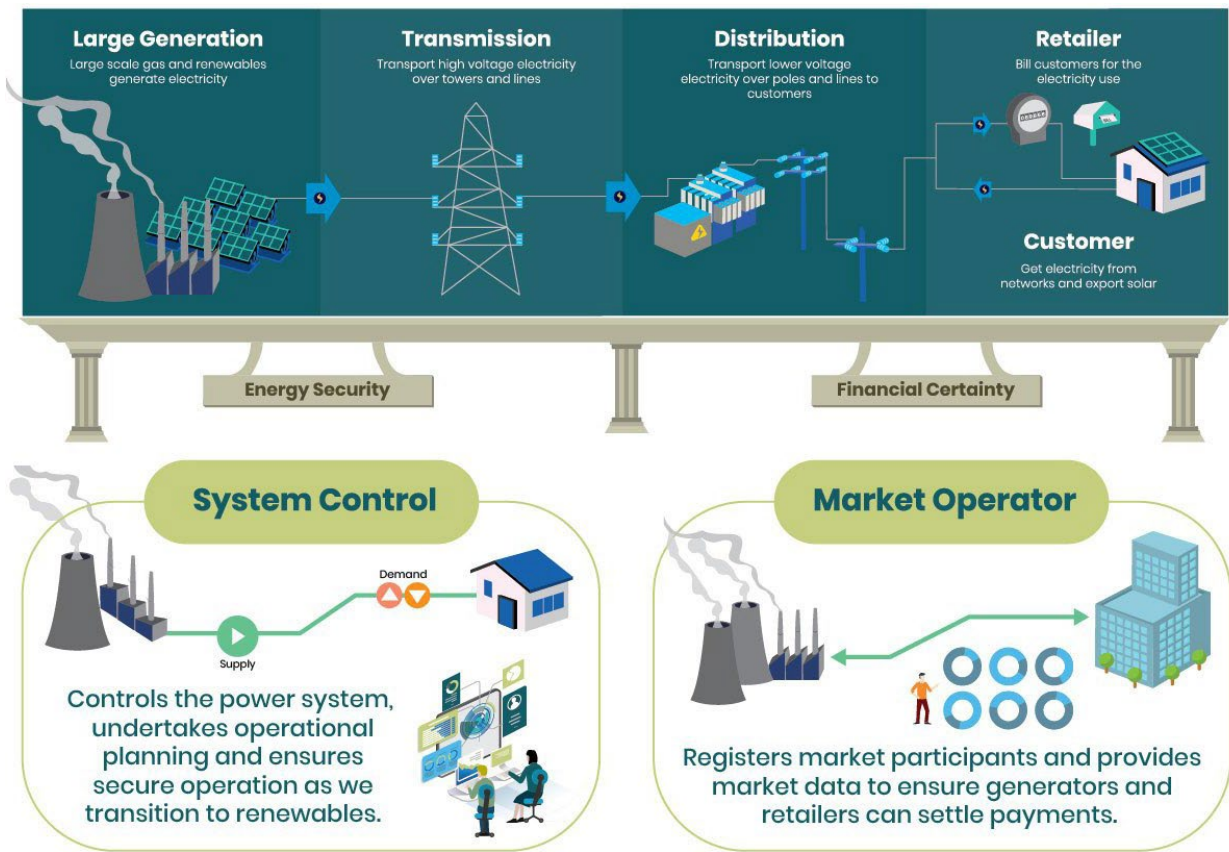 Large Generation
Large scale gas and renewables
generate electricity
Transmission
Transport high voltage electricity
over towers and lines
Distribution
Transport lower voltage
electricity over poles and lines to
customers
Retailer
Bill customers for the
electricity use
Customer
Get electricity from
networks and export solar
Energy Security
Financial Certainty
System Control
Demand
Supply
Controls the power system,
undertakes operational
planning and ensures
secure operation as we
transition to renewables.
Market Operator
Registers market participants and provides
market data to ensure generators and
retailers can settle payments.